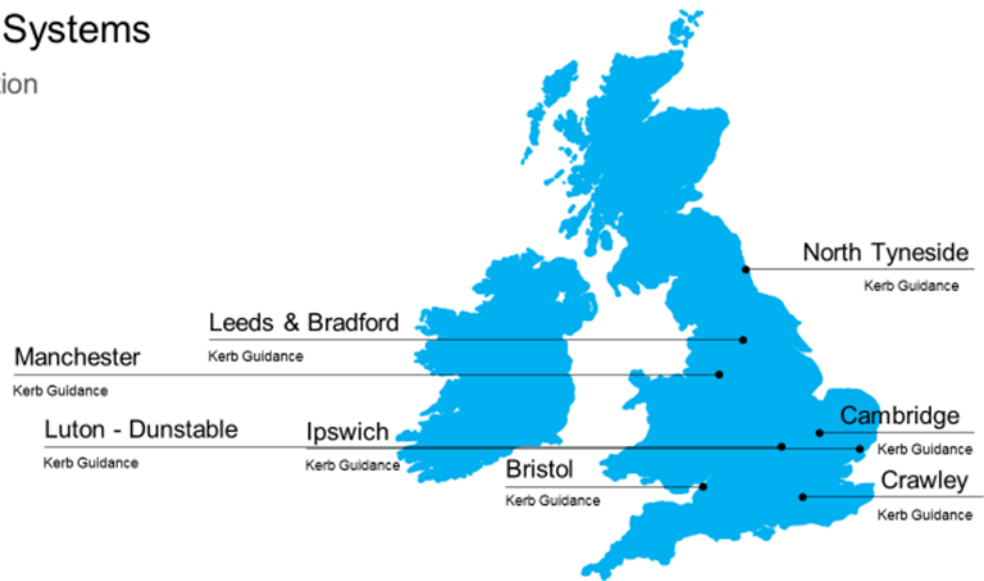 Systems
tion
North Tyneside
Kerb Guidance
Leeds & Bradford
Kerb Guidance
Manchester
Kerb Guidance
Luton - Dunstable
Kerb Guidance
Ipswich
Kerb Guidance
Cambridge
Kerb Guidance
Bristol
Kerb Guidance
Crawley
Kerb Guidance